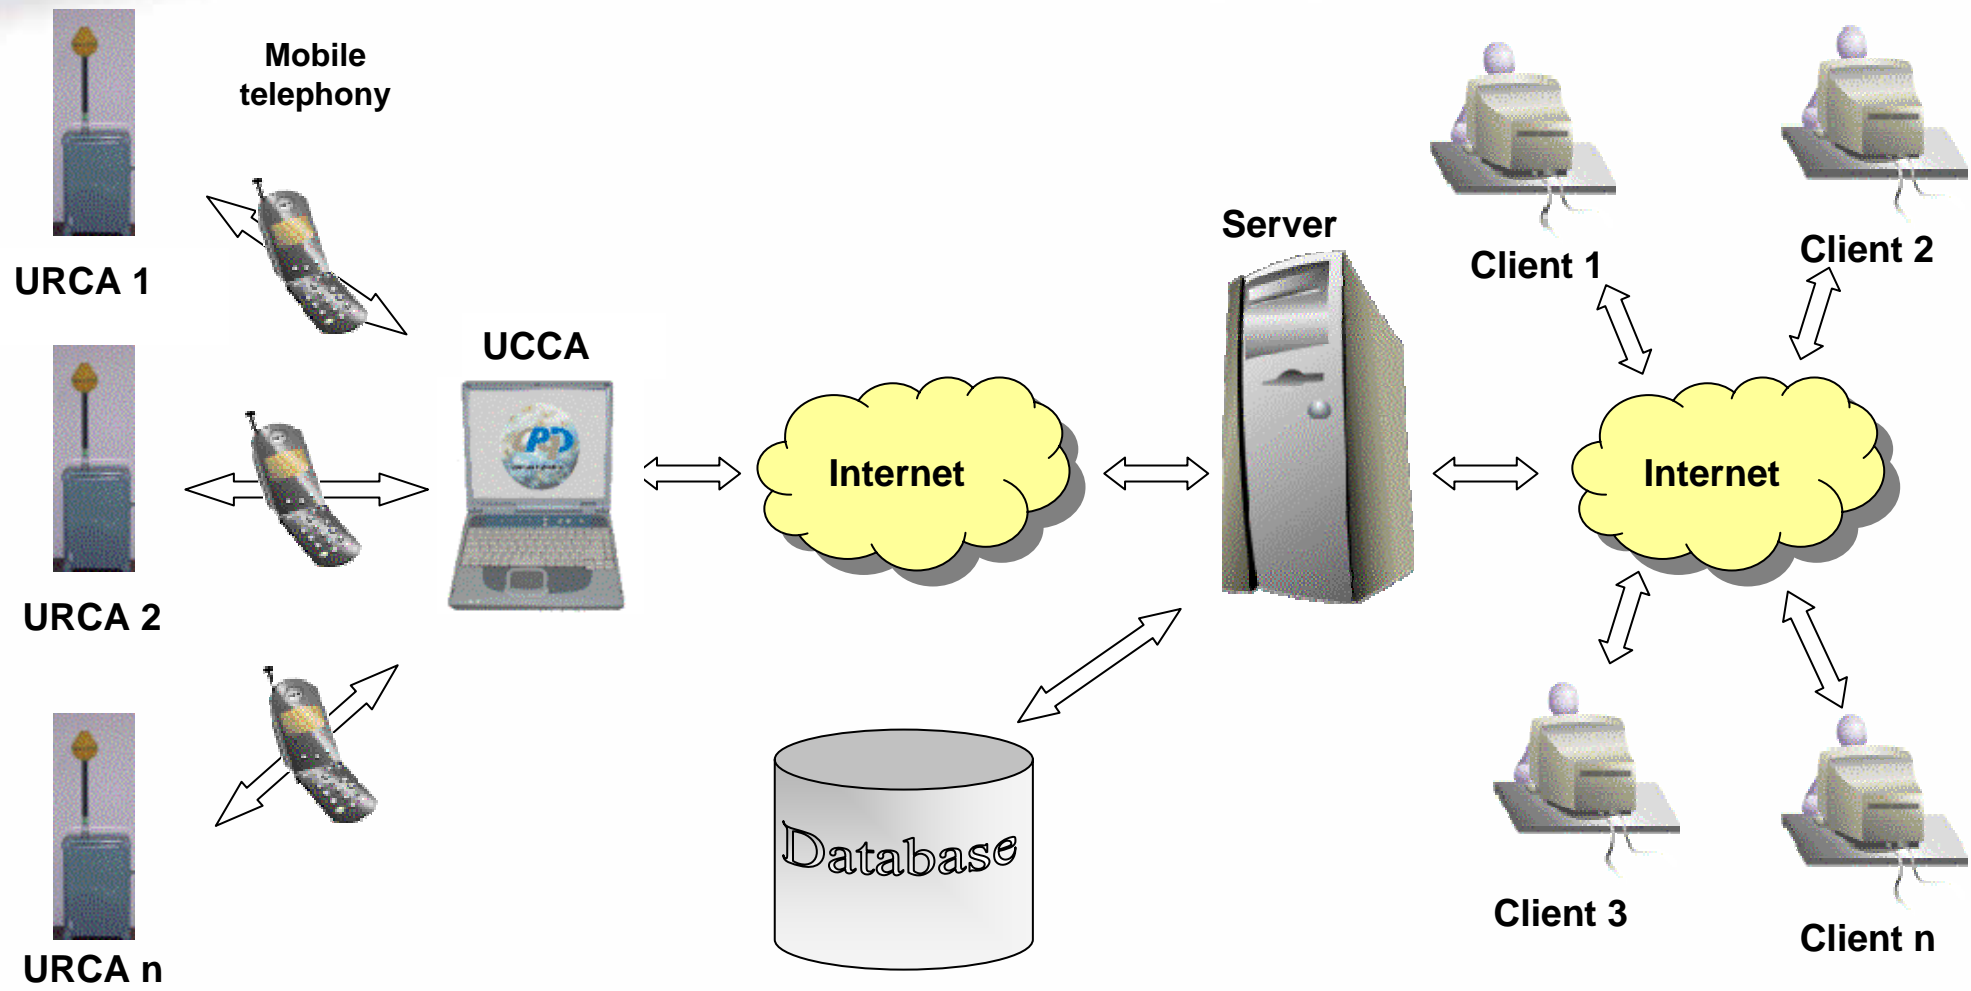 Mobile
telephony
URCA 1
UCCA
URCA 2
URCA n
Internet
Server
Database
Internet
Client 1
Client 2
Client 3
Client n